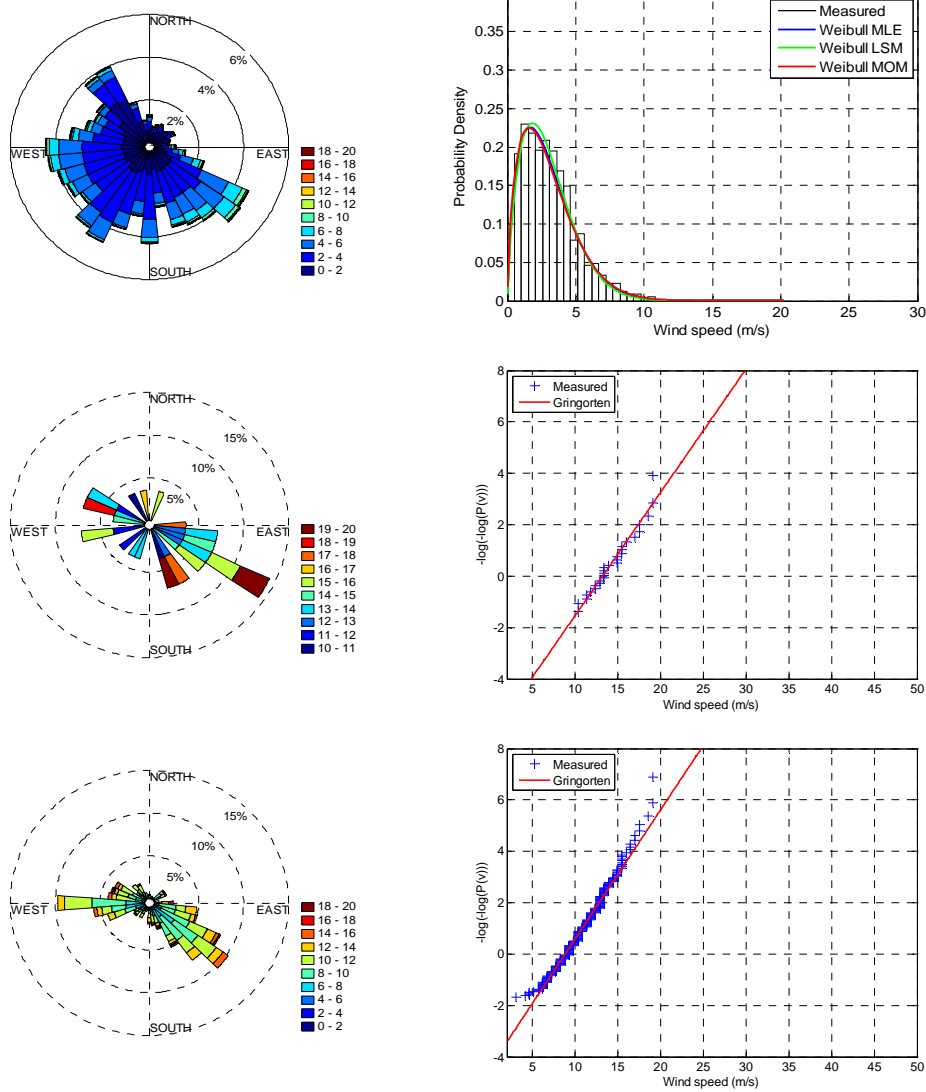 NORTH
6%
4%
2%
WEST
EAST
SOUTH
18 - 20
16 - 18
14 - 16
12 - 14
10 - 12
8 - 10
6 - 8
4 - 6
2 - 4
0 - 2
Measured
Weibull MLE
Weibull LSM
Weibull MOM
Probability Density
0.35
0.3
0.25
0.2
0.15
0.1
0.05
0
0 5 10 15 20 25 30
Wind speed (m/s)
NORTH
15%
10%
5%
WEST
EAST
SOUTH
19 - 20
18 - 19
17 - 18
16 - 17
15 - 16
14 - 15
13 - 14
12 - 13
11 - 12
10 - 11
Measured
Gringorten
-log(-log(P(v)))
8
6
4
2
0
-2
-4
5 10 15 20 25 30 35 40 45 50
Wind speed (m/s)
NORTH
15%
10%
5%
WEST
EAST
SOUTH
18 - 20
16 - 18
14 - 16
12 - 14
10 - 12
8 - 10
6 - 8
4 - 6
2 - 4
0 - 2
Measured
Gringorten
-log(-log(P(v)))
8
6
4
2
0
-2
-4
5 10 15 20 25 30 35 40 45 50
Wind speed (m/s)